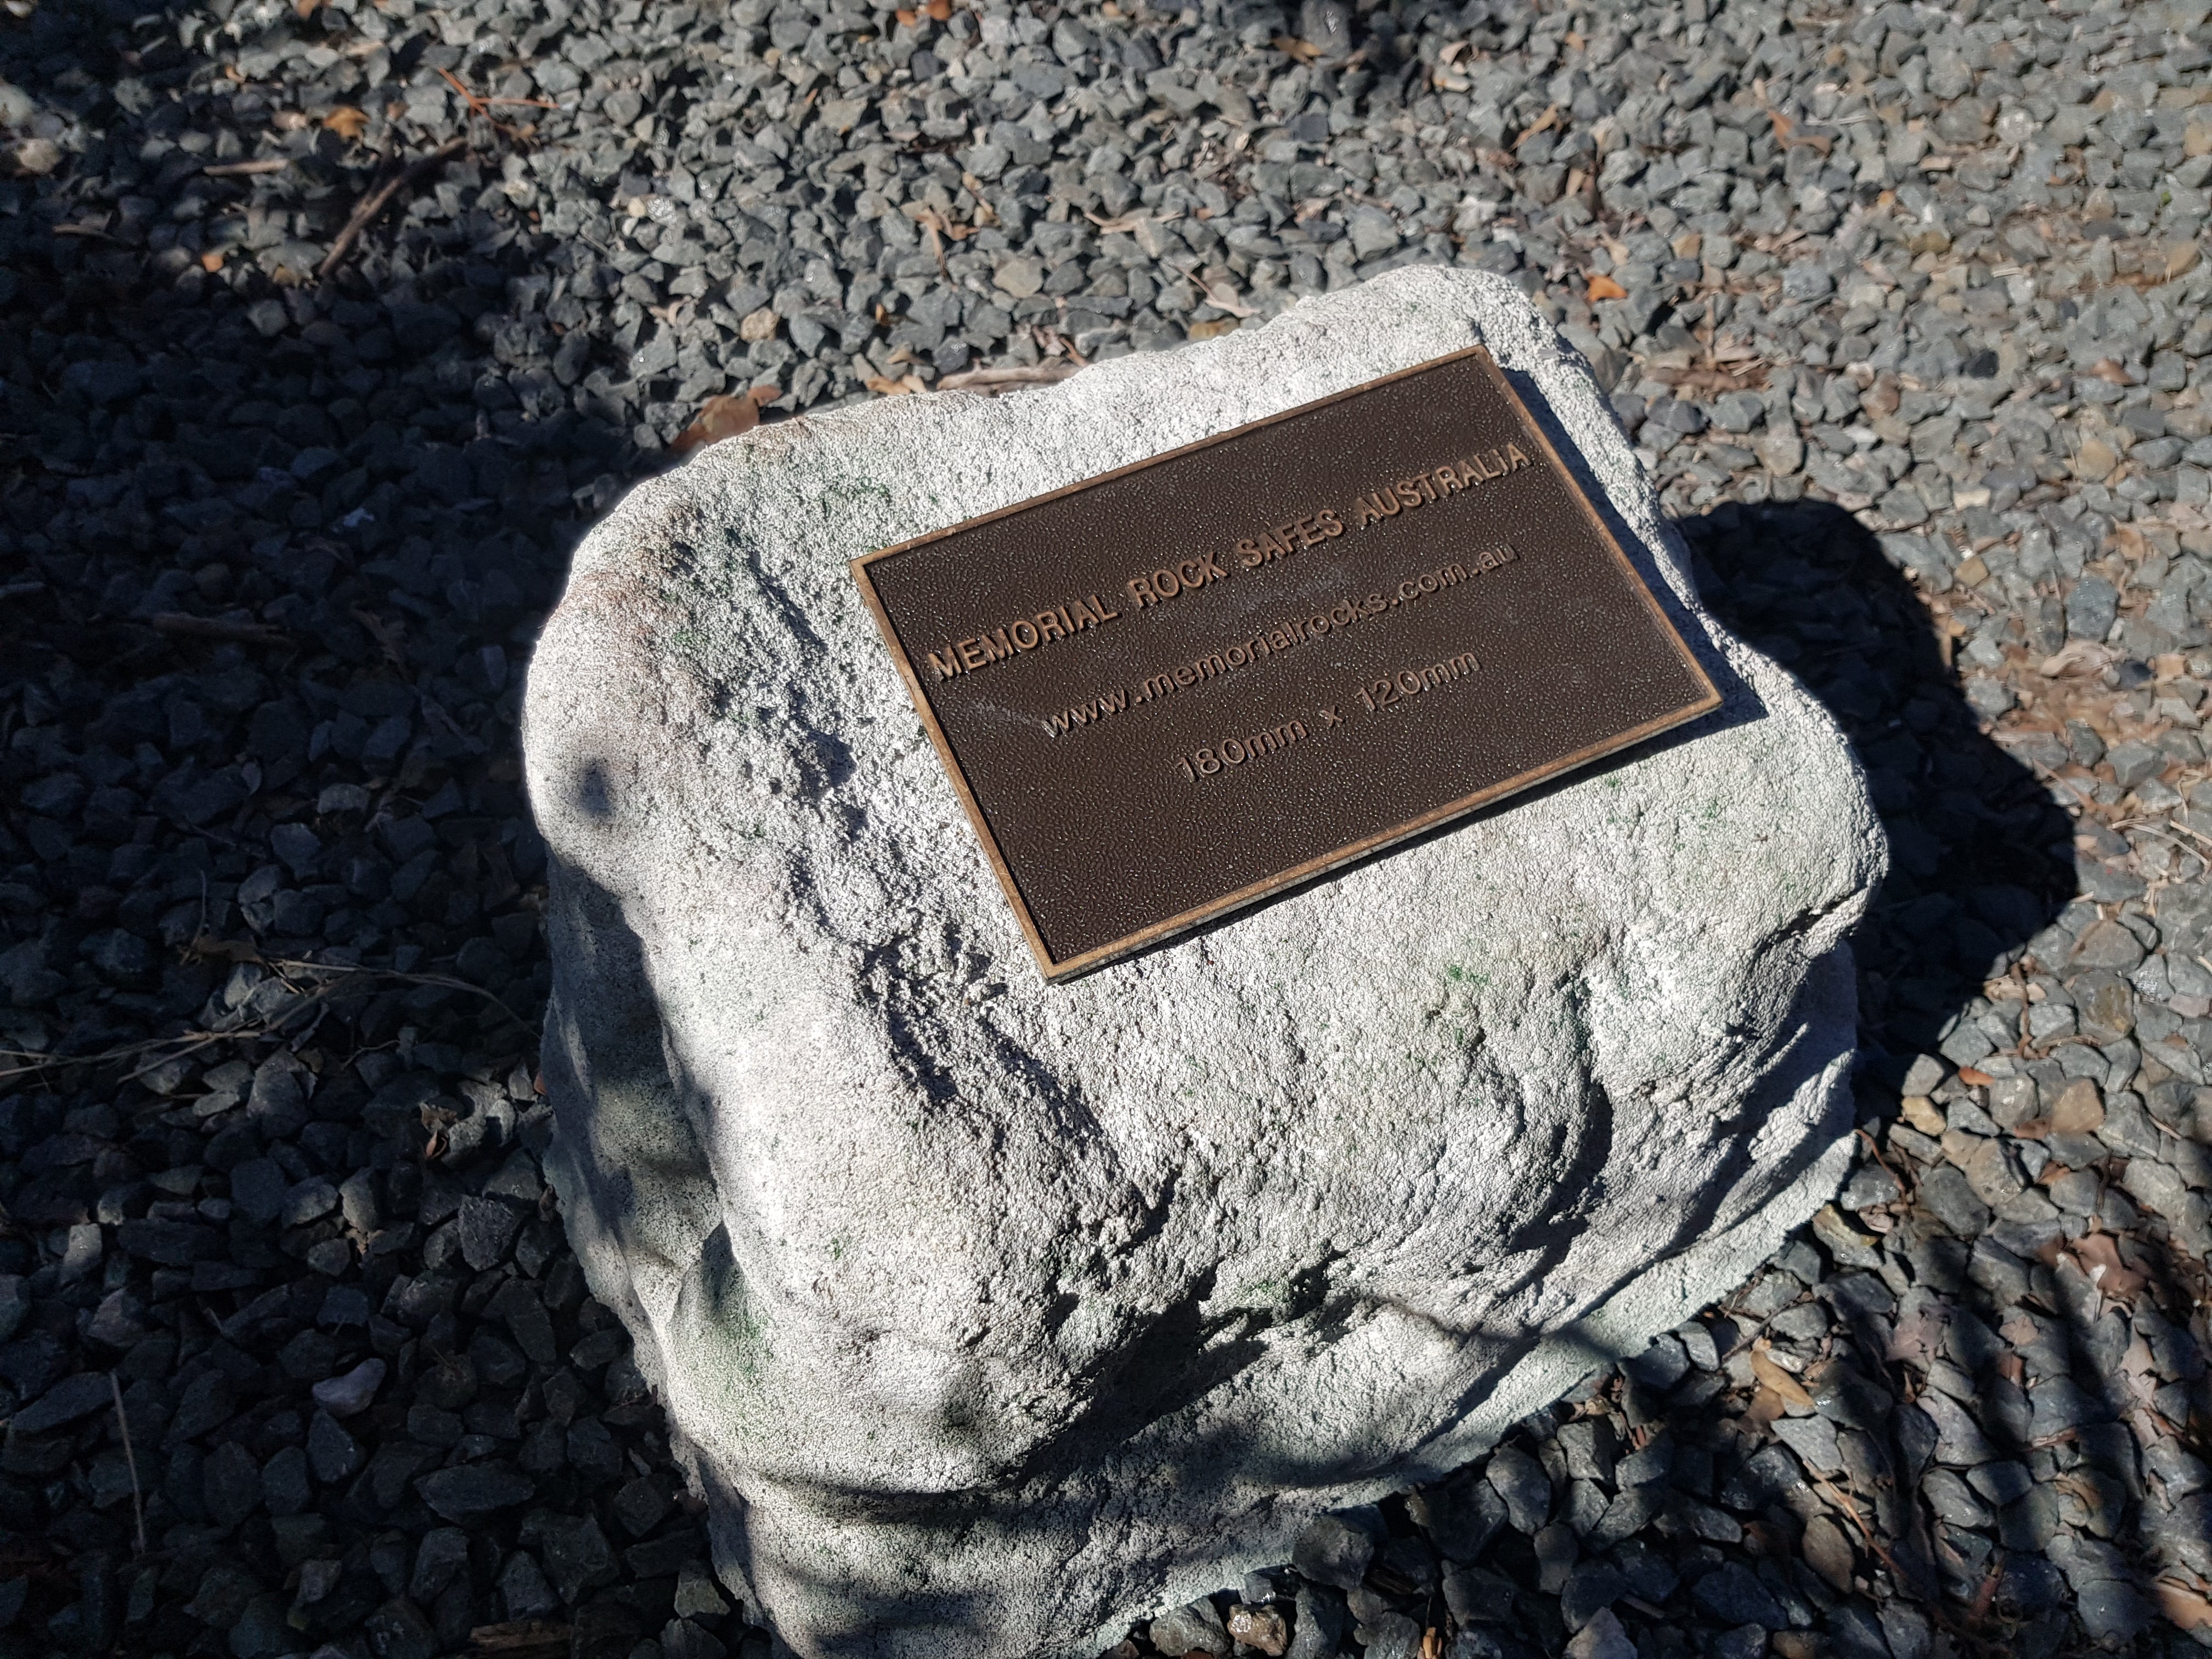 MEMORIAL ROCK SAFES AUSTRALIA
www.memorialrocks.com.au
180mm x 120mm